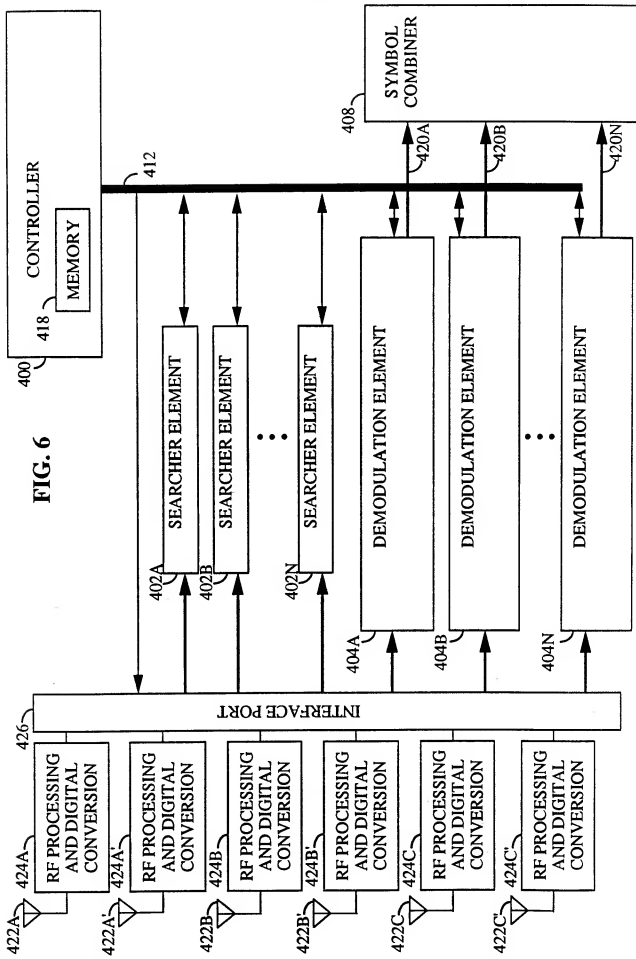 FIG. 6
400
CONTROLLER
418
MEMORY
412
422A
424A
RF PROCESSING
AND DIGITAL
CONVERSION
422A'
424A'
RF PROCESSING
AND DIGITAL
CONVERSION
422B
424B
RF PROCESSING
AND DIGITAL
CONVERSION
422B'
424B'
RF PROCESSING
AND DIGITAL
CONVERSION
422C
424C
RF PROCESSING
AND DIGITAL
CONVERSION
422C'
424C'
RF PROCESSING
AND DIGITAL
CONVERSION
426
INTERFACE PORT
402A
SEARCHER ELEMENT
402B
SEARCHER ELEMENT
402N
SEARCHER ELEMENT
404A
DEMODULATION ELEMENT
404B
DEMODULATION ELEMENT
404N
DEMODULATION ELEMENT
420A
420B
420N
408
SYMBOL
COMBINER